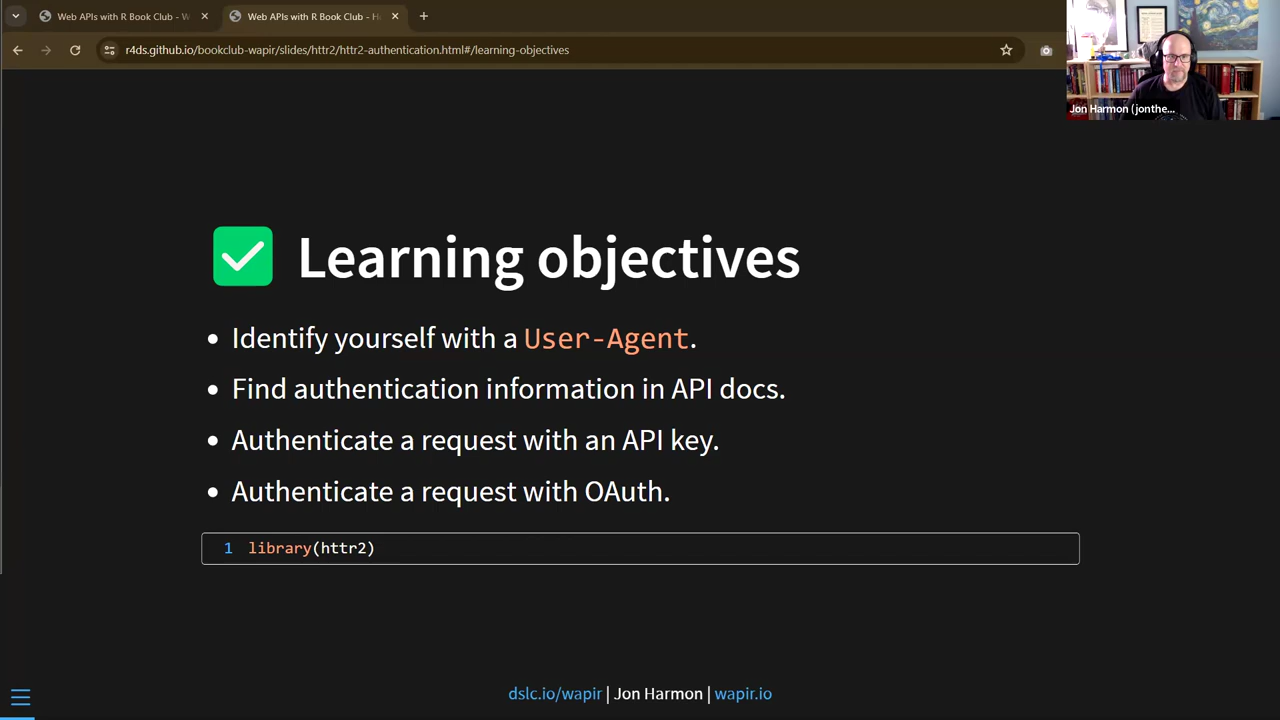 Web APIs with R Book Club - W
Web APIs with R Book Club - H
r4ds.github.io/bookclub-wapir/slides/httr2/httr2-authentication.html#/learning-objectives
Jon Harmon (jonthe...
Learning objectives
• Identify yourself with a User-Agent.
• Find authentication information in API docs.
• Authenticate a request with an API key.
• Authenticate a request with OAuth.
1 library(httr2)
dslc.io/wapir | Jon Harmon | wapir.io